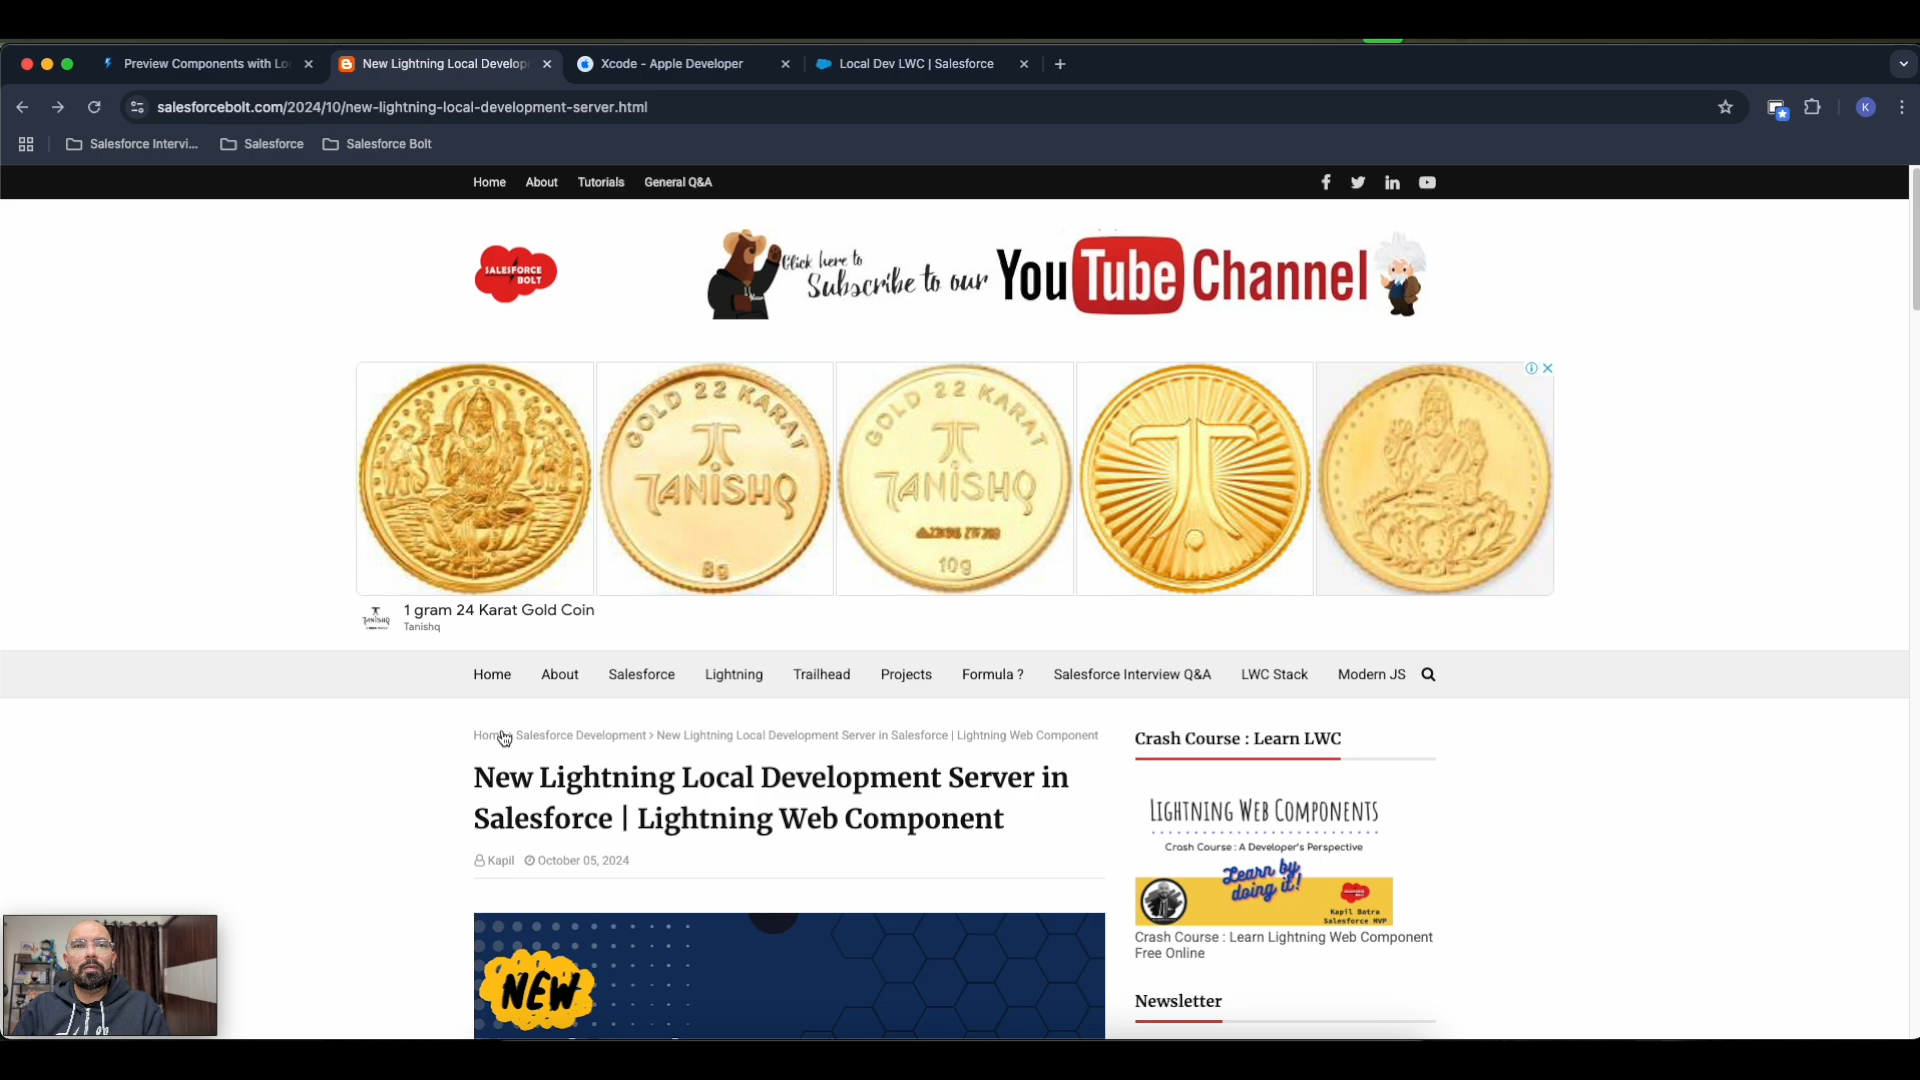 Preview Components with Lo
New Lightning Local Develop
Xcode - Apple Developer
Local Dev LWC | Salesforce
salesforcebolt.com/2024/10/new-lightning-local-development-server.html
K
Salesforce Intervi...
Salesforce
Salesforce Bolt
Home
About
Tutorials
General Q&A
SALESFORCE
BOLT
Click here to
Subscribe to our
YouTube Channel
GOLD 22 KARAT
TANISHQ
8g
GOLD 22 KARAT
TANISHQ
10g
TANISHQ
1 gram 24 Karat Gold Coin
Tanishq
Home
About
Salesforce
Lightning
Trailhead
Projects
Formula ?
Salesforce Interview Q&A
LWC Stack
Modern JS
Salesforce Development › New Lightning Local Development Server in Salesforce | Lightning Web Component
New Lightning Local Development Server in
Salesforce | Lightning Web Component
Kapil
October 05, 2024
NEW
Crash Course : Learn LWC
LIGHTNING WEB COMPONENTS
Crash Course : A Developer's Perspective
Learn by
doing it!
Kapil Batra
Salesforce MVP
Crash Course : Learn Lightning Web Component
Free Online
Newsletter